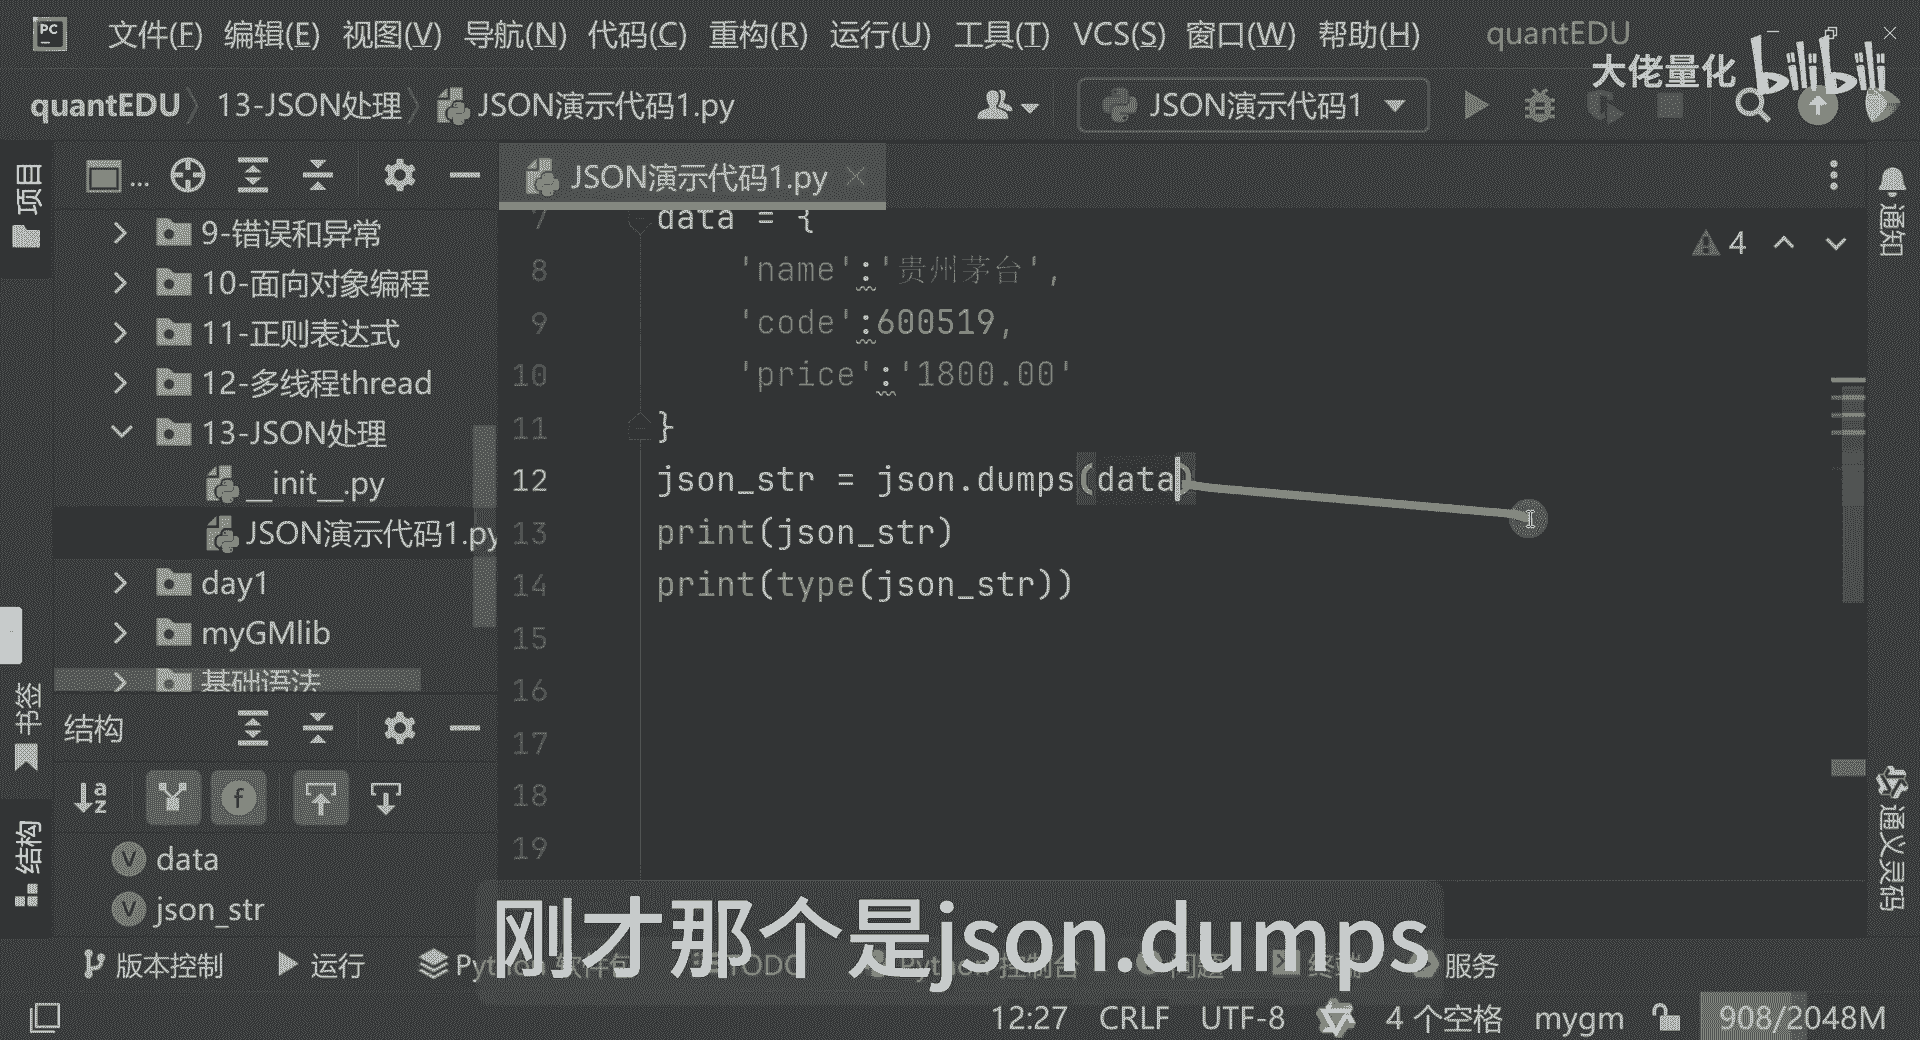 文件(F) 编辑(E) 视图(V) 导航(N) 代码(C) 重构(R) 运行(U) 工具(T) VCS(S) 窗口(W) 帮助(H) quantEDU
大佬量化 bilibili
quantEDU 13-JSON处理 JSON演示代码1.py JSON演示代码1
项目
...
JSON演示代码1.py
通知
9-错误和异常
10-面向对象编程
11-正则表达式
12-多线程thread
13-JSON处理
__init__.py
JSON演示代码1.py
day1
myGMlib
基础语法
4
7 data = {
8 'name':'贵州茅台',
9 'code':600519,
10 'price':'1800.00'
11 }
12 json_str = json.dumps(data)
13 print(json_str)
14 print(type(json_str))
15
16
17
18
19
书签
结构
结构
data
json_str
通义灵码
刚才那个是json.dumps
版本控制 运行 Python 软件包 TODO Python 控制台 问题 终端 服务
12:27 CRLF UTF-8 4 个空格 mygm 908/2048M